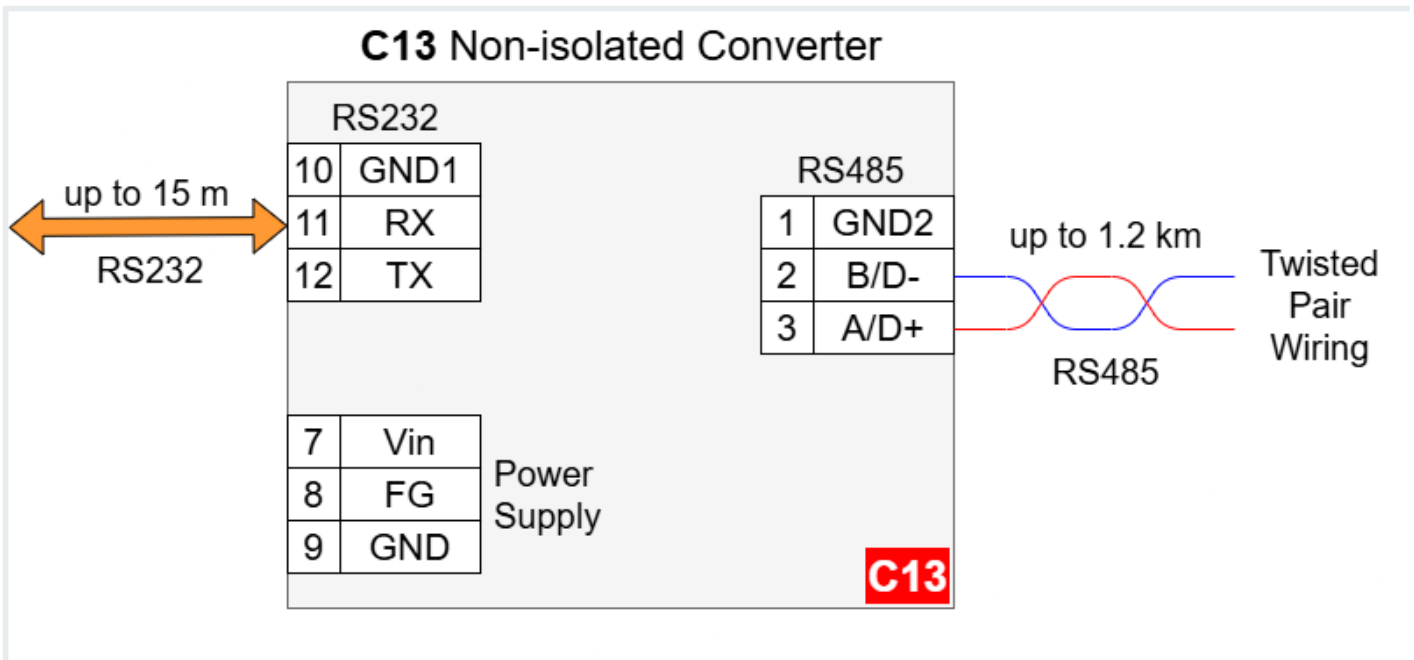 C13 Non-isolated Converter
RS232
10 GND1
11 RX
12 TX
up to 15 m
RS232
RS485
1 GND2
2 B/D-
3 A/D+
up to 1.2 km
RS485
Twisted
Pair
Wiring
7 Vin
8 FG
9 GND
Power
Supply
C13